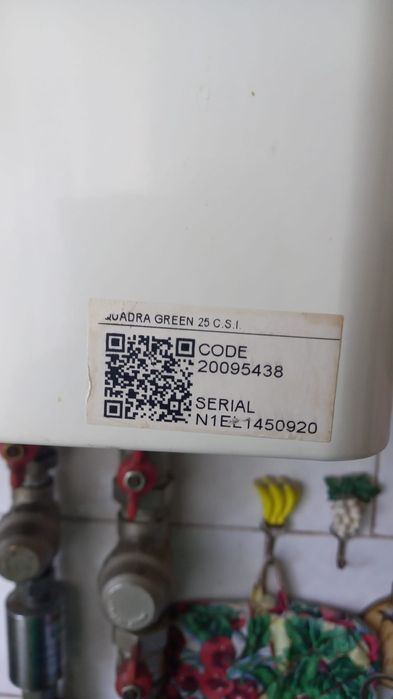 QUADRA GREEN 25 C.S.I.
CODE
20095438
SERIAL
N1EL1450920